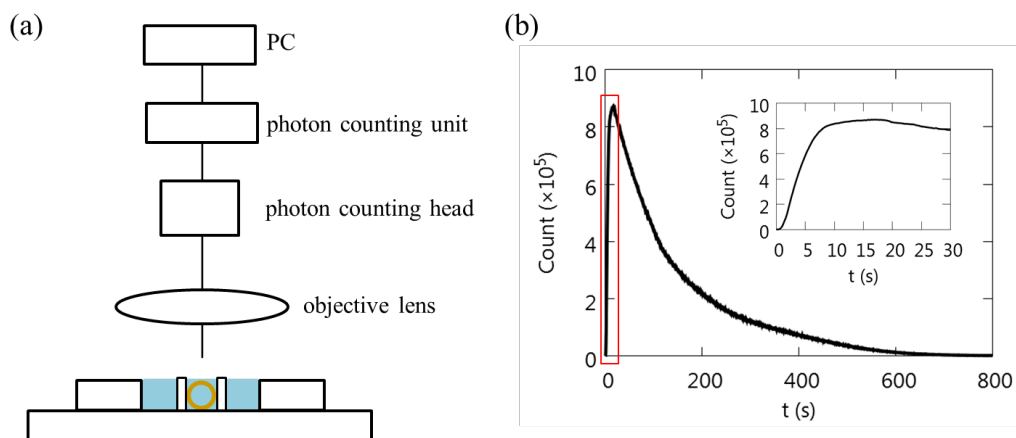 (a)
PC
photon counting unit
photon counting head
objective lens
(b)
10
8
6
4
2
0
Count (×10⁵)
0 200 400 600 800
t (s)
10
8
6
4
2
0
Count (×10⁵)
0 5 10 15 20 25 30
t (s)